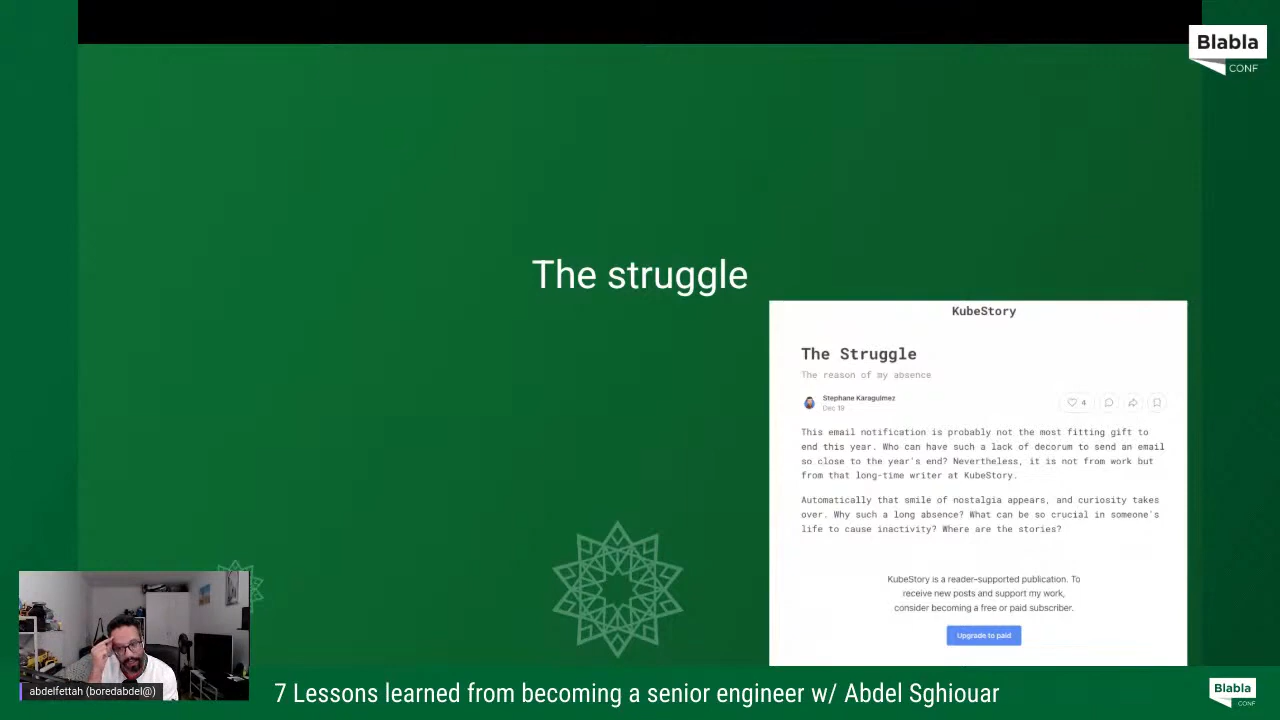 Blabla
CONF
The struggle
KubeStory
The Struggle
The reason of my absence
Stephane Karagulmez
Dec 19
4
This email notification is probably not the most fitting gift to
end this year. Who can have such a lack of decorum to send an email
so close to the year's end? Nevertheless, it is not from work but
from that long-time writer at KubeStory.
Automatically that smile of nostalgia appears, and curiosity takes
over. Why such a long absence? What can be so crucial in someone's
life to cause inactivity? Where are the stories?
KubeStory is a reader-supported publication. To
receive new posts and support my work,
consider becoming a free or paid subscriber.
Upgrade to paid
abdelfettah (boredabdel@)
7 Lessons learned from becoming a senior engineer w/ Abdel Sghiouar
Blabla
CONF